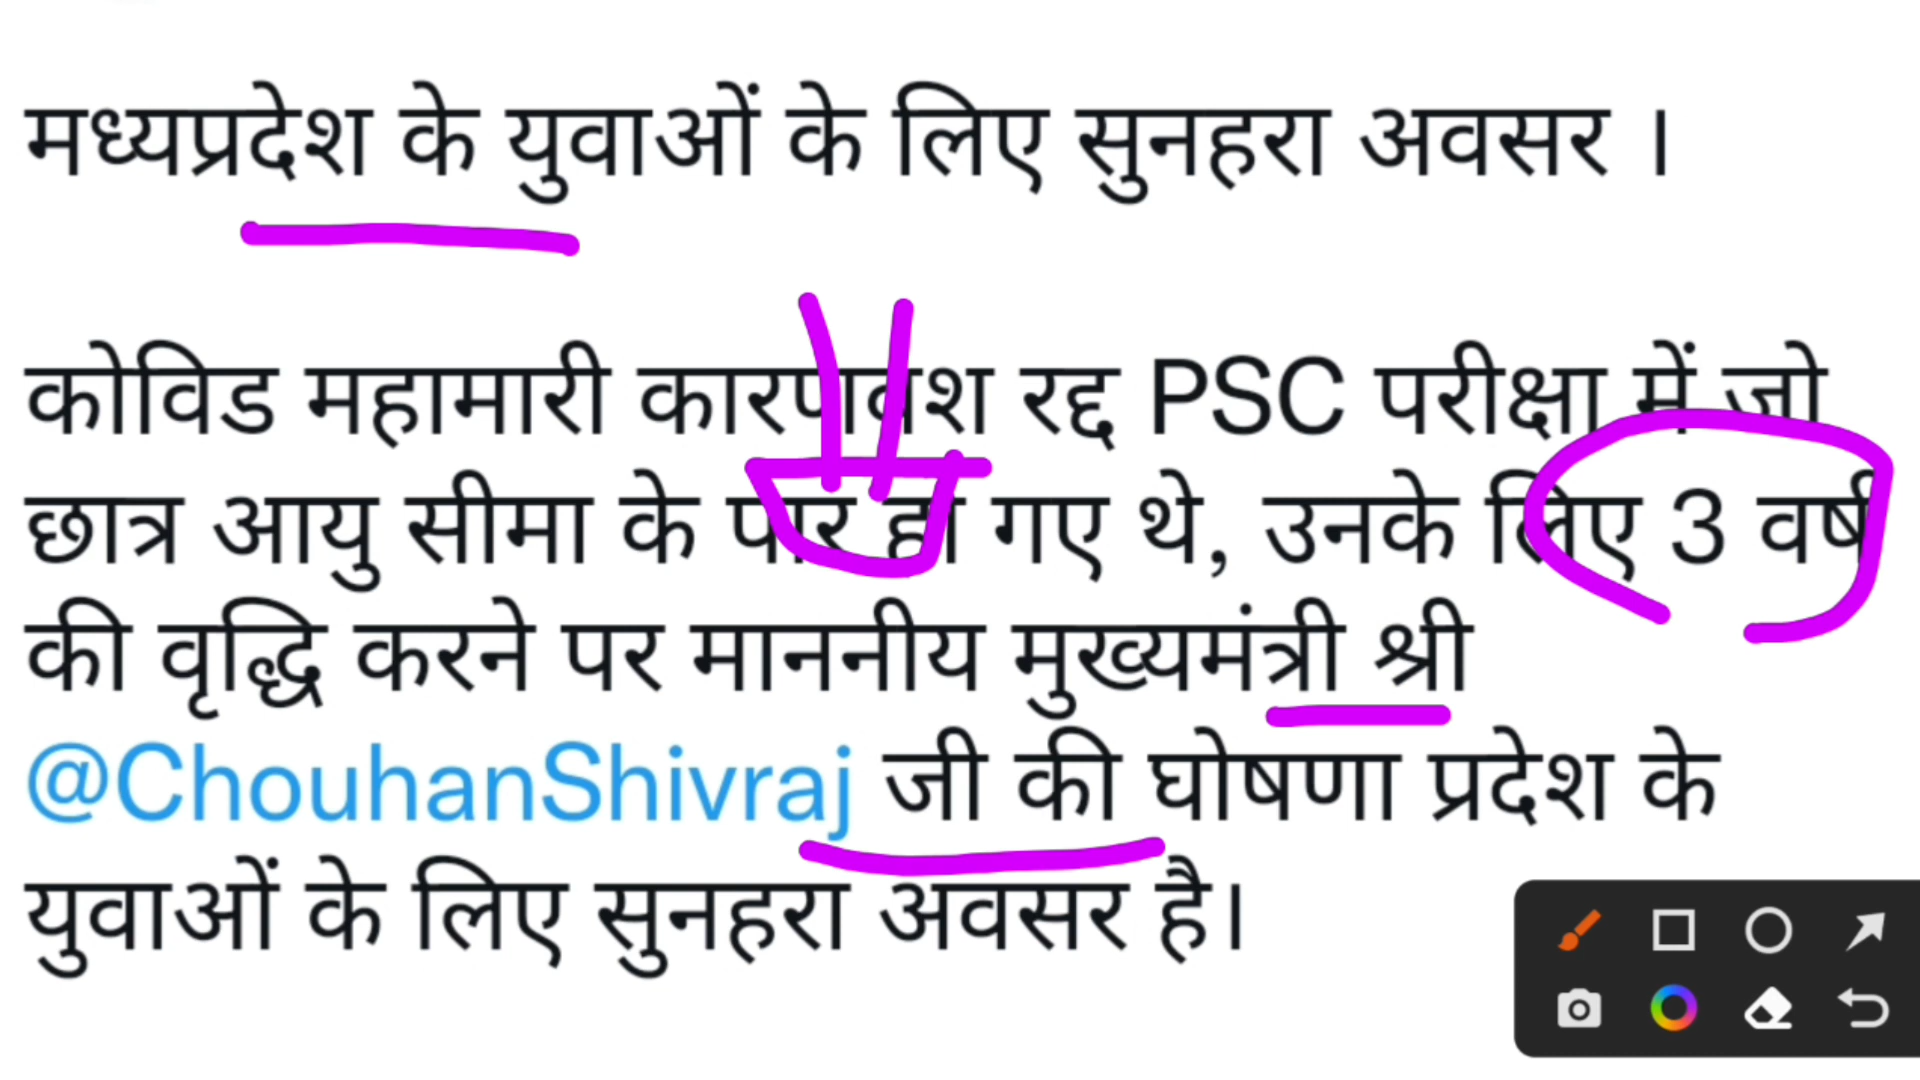 मध्यप्रदेश के युवाओं के लिए सुनहरा अवसर ।
कोविड महामारी कारणवश रद्द PSC परीक्षा में जो
छात्र आयु सीमा के पार हो गए थे, उनके लिए 3 वर्ष
की वृद्धि करने पर माननीय मुख्यमंत्री श्री
@ChouhanShivraj जी की घोषणा प्रदेश के
युवाओं के लिए सुनहरा अवसर है।